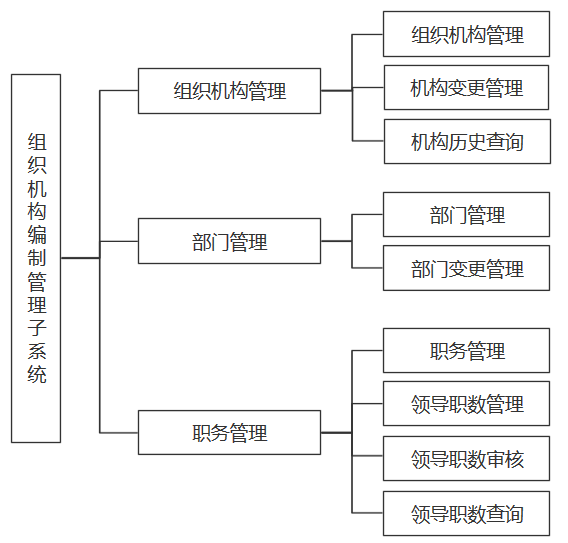 组织机构编制管理子系统
组织机构管理
组织机构管理
机构变更管理
机构历史查询
部门管理
部门管理
部门变更管理
职务管理
职务管理
领导职数管理
领导职数审核
领导职数查询